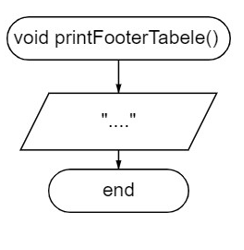 void printFooterTabele()
"...."
end